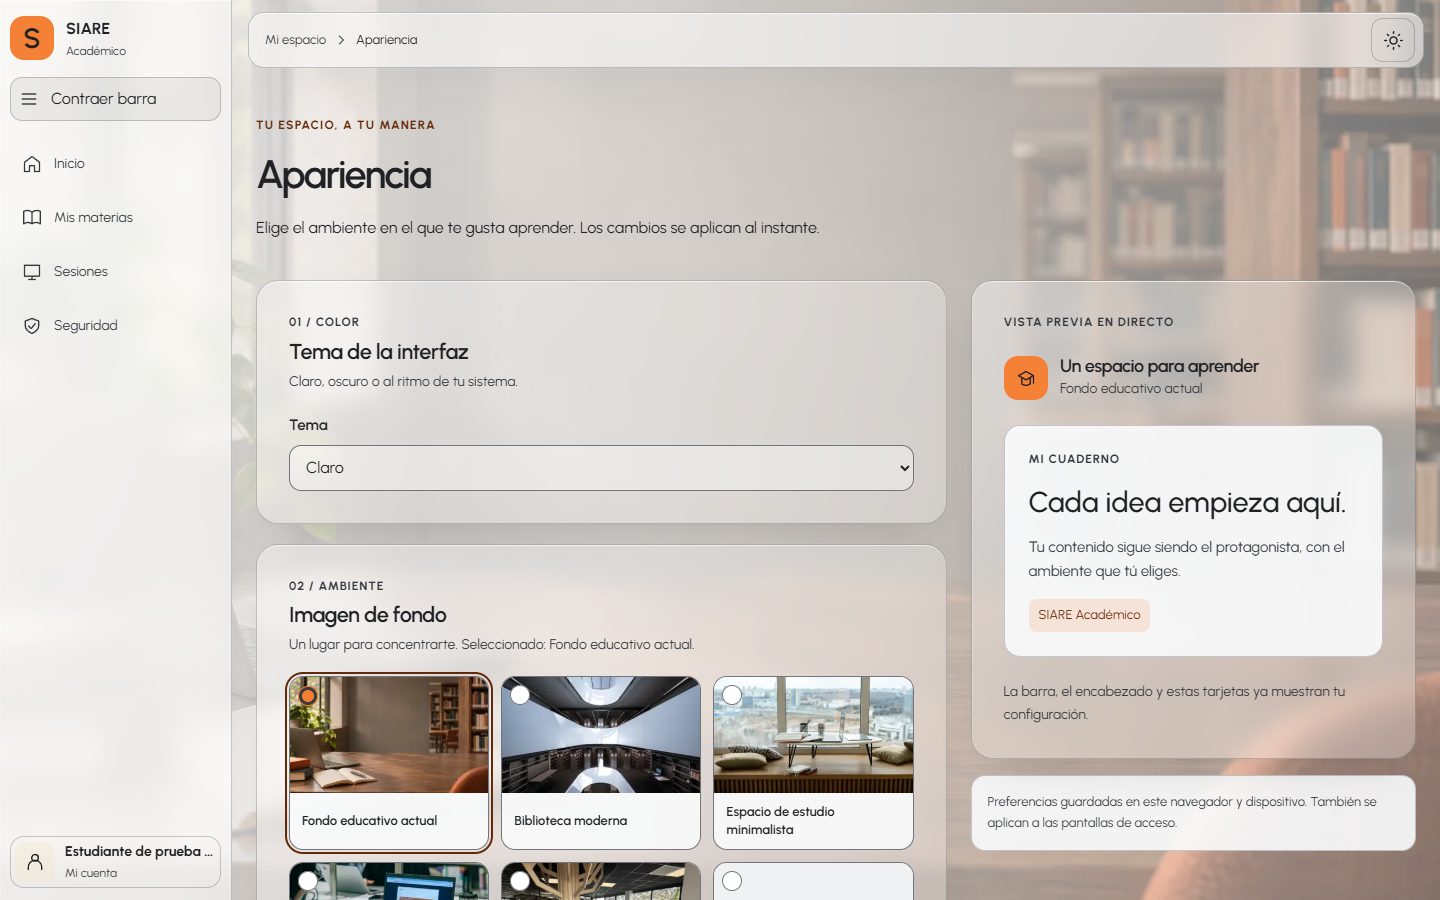 S
SIARE
Académico
Contraer barra
Inicio
Mis materias
Sesiones
Seguridad
Estudiante de prueba ...
Mi cuenta
Mi espacio > Apariencia
TU ESPACIO, A TU MANERA
Apariencia
Elige el ambiente en el que te gusta aprender. Los cambios se aplican al instante.
01 / COLOR
Tema de la interfaz
Claro, oscuro o al ritmo de tu sistema.
Tema
Claro
02 / AMBIENTE
Imagen de fondo
Un lugar para concentrarte. Seleccionado: Fondo educativo actual.
Fondo educativo actual
Biblioteca moderna
Espacio de estudio
minimalista
VISTA PREVIA EN DIRECTO
Un espacio para aprender
Fondo educativo actual
MI CUADERNO
Cada idea empieza aquí.
Tu contenido sigue siendo el protagonista, con el
ambiente que tú eliges.
SIARE Académico
La barra, el encabezado y estas tarjetas ya muestran tu
configuración.
Preferencias guardadas en este navegador y dispositivo. También se
aplican a las pantallas de acceso.